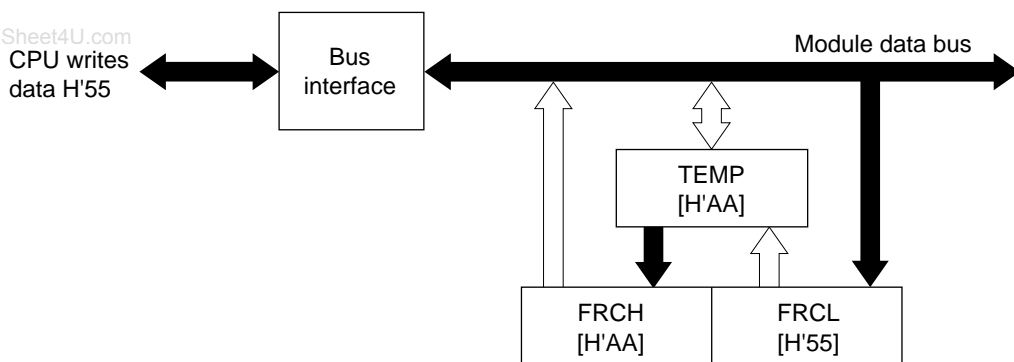 Sheet4U.com
CPU writes
data H'55
Bus
interface
Module data bus
TEMP
[H'AA]
FRCH
[H'AA]
FRCL
[H'55]